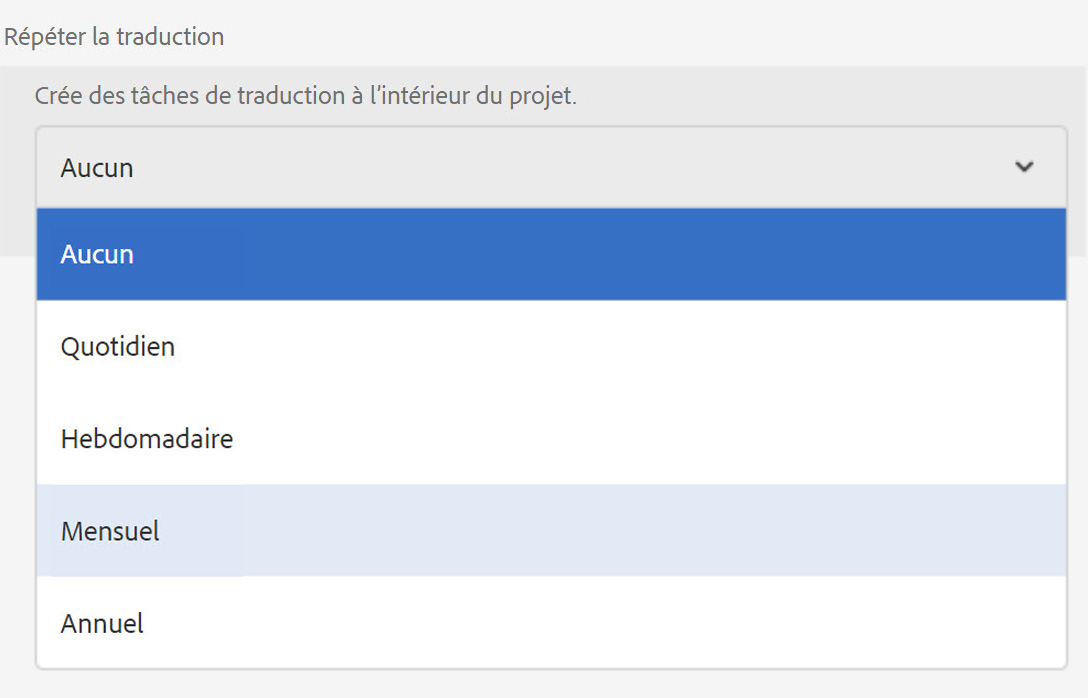 Répéter la traduction
Crée des tâches de traduction à l'intérieur du projet.
Aucun
Aucun
Quotidien
Hebdomadaire
Mensuel
Annuel